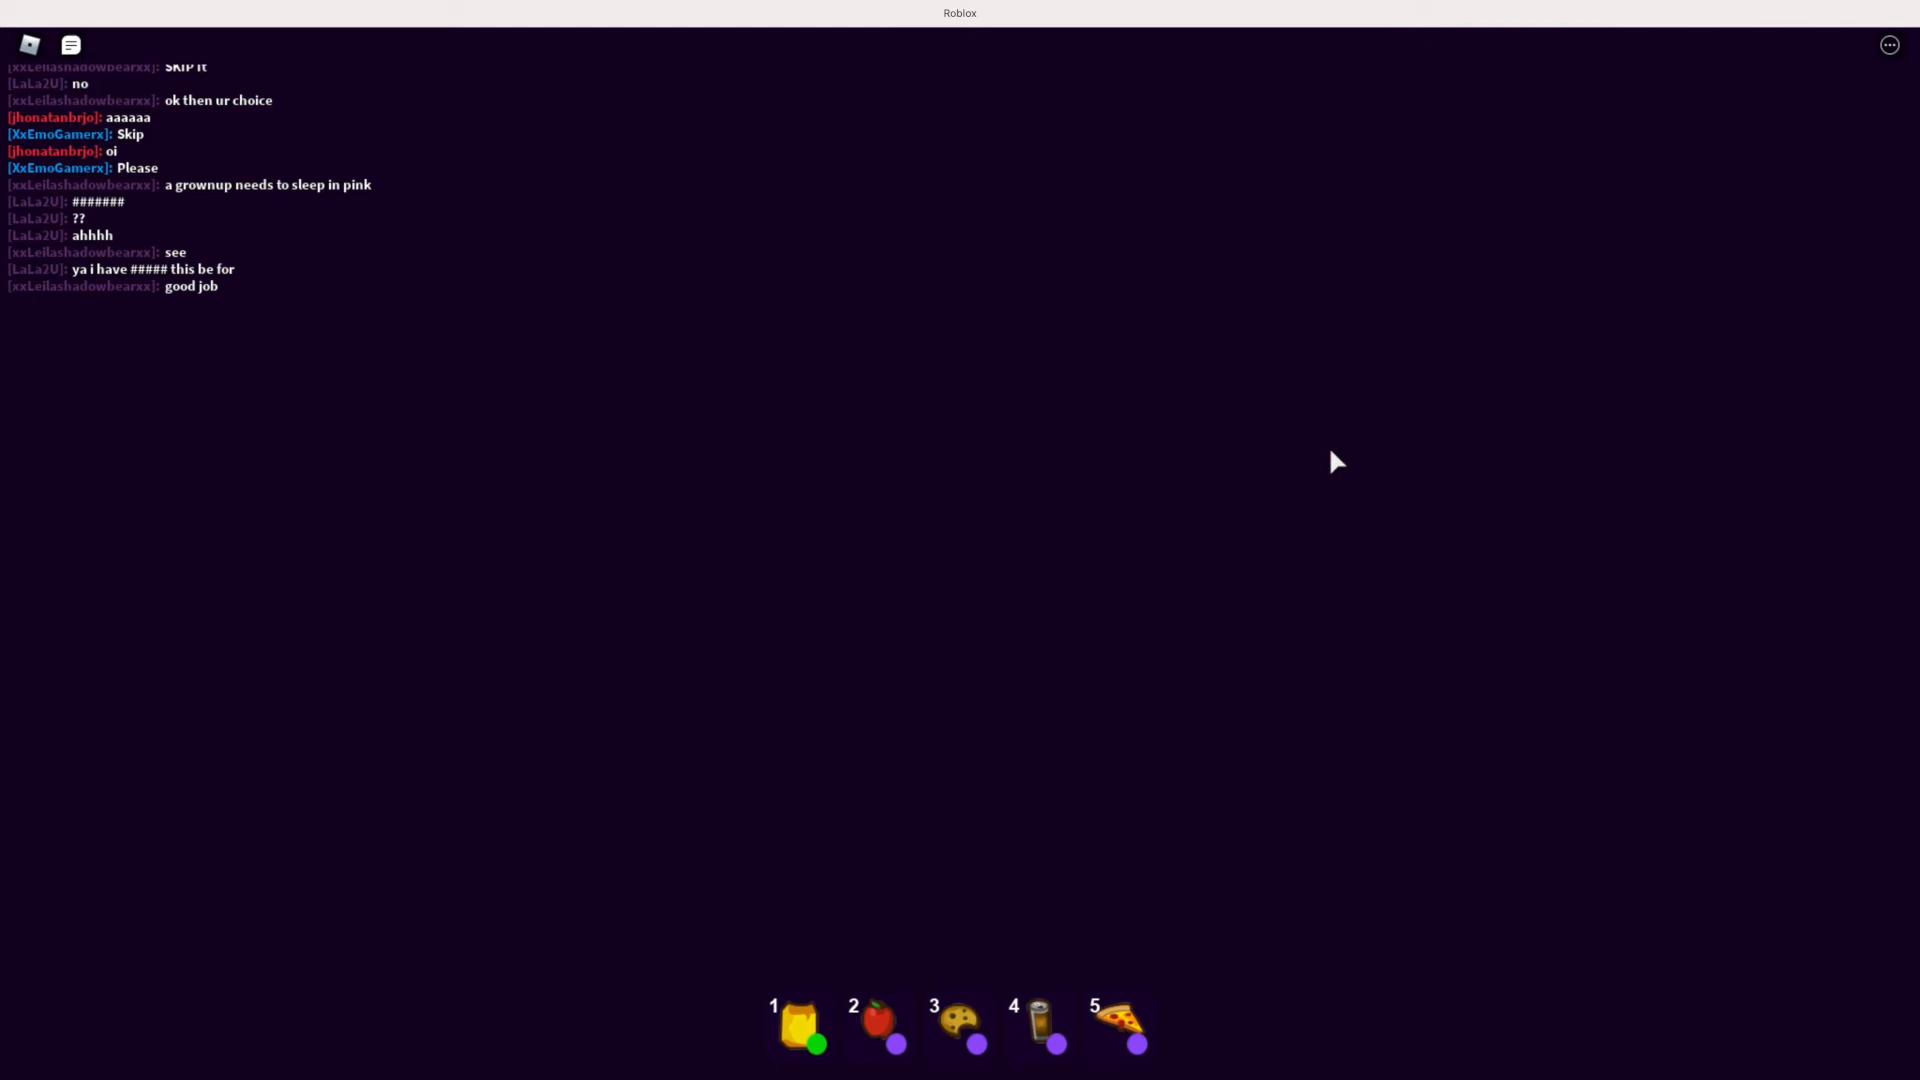 Roblox
[xxLeilashadowbearxx]: SKIP it
[LaLa2U]: no
[xxLeilashadowbearxx]: ok then ur choice
[jhonatanbrjo]: aaaaaa
[XxEmoGamerx]: Skip
[jhonatanbrjo]: oi
[XxEmoGamerx]: Please
[xxLeilashadowbearxx]: a grownup needs to sleep in pink
[LaLa2U]: #######
[LaLa2U]: ??
[LaLa2U]: ahhhh
[xxLeilashadowbearxx]: see
[LaLa2U]: ya i have ##### this be for
[xxLeilashadowbearxx]: good job
1 2 3 4 5